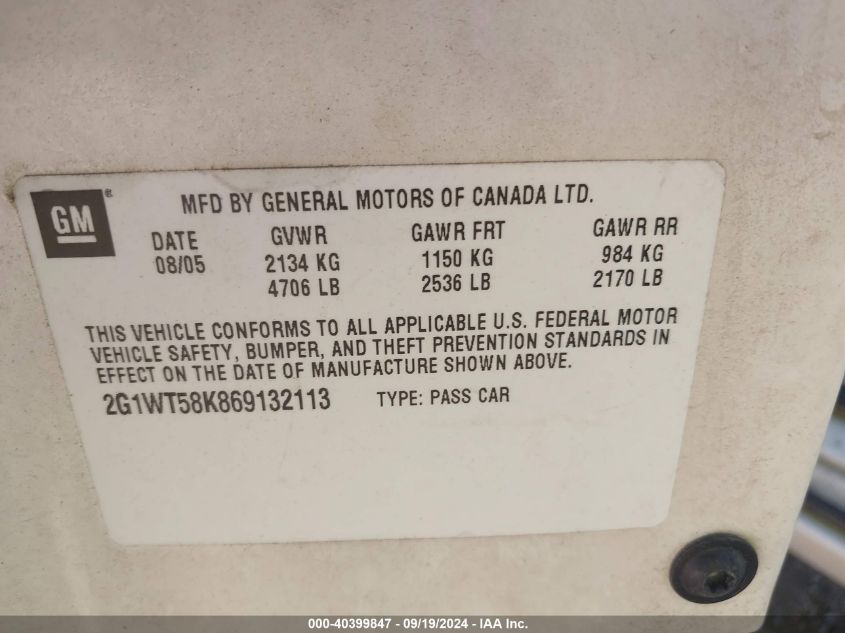 GM ®
MFD BY GENERAL MOTORS OF CANADA LTD.
DATE GVWR GAWR FRT GAWR RR
08/05 2134 KG 1150 KG 984 KG
4706 LB 2536 LB 2170 LB
THIS VEHICLE CONFORMS TO ALL APPLICABLE U.S. FEDERAL MOTOR
VEHICLE SAFETY, BUMPER, AND THEFT PREVENTION STANDARDS IN
EFFECT ON THE DATE OF MANUFACTURE SHOWN ABOVE.
2G1WT58K869132113 TYPE: PASS CAR
000-40399847 - 09/19/2024 - IAA Inc.